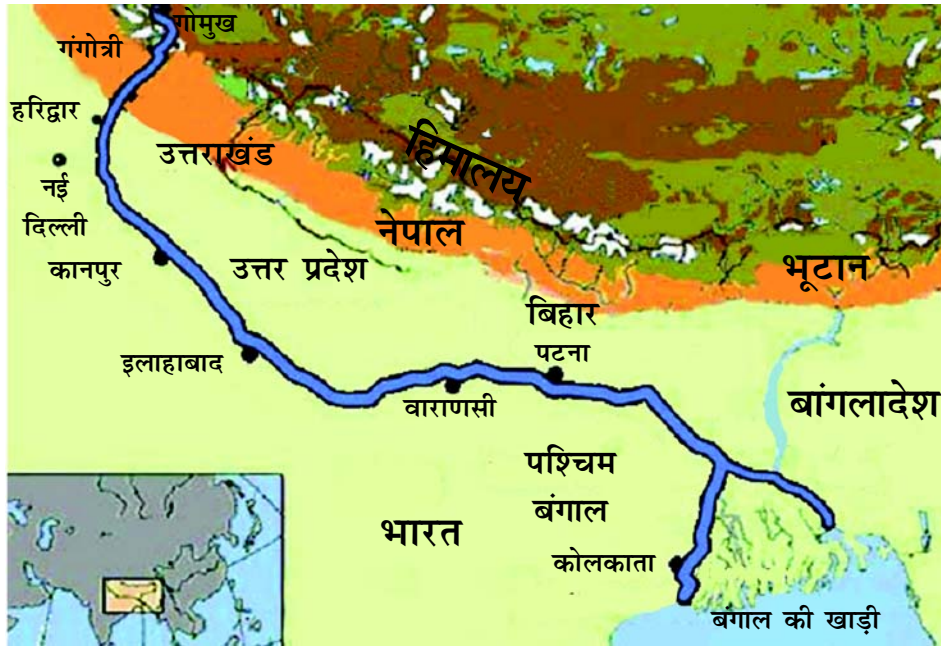 गोमुख
गंगोत्री
हरिद्वार
उत्तराखंड
हिमालय
नई
दिल्ली
नेपाल
कानपुर
उत्तर प्रदेश
भूटान
बिहार
पटना
इलाहाबाद
वाराणसी
बांगलादेश
पश्चिम
बंगाल
भारत
कोलकाता
बंगाल की खाड़ी